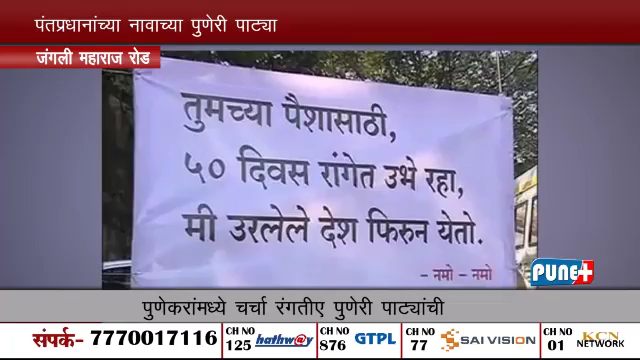 पंतप्रधानांच्या नावाच्या पुणेरी पाट्या
जंगली महाराज रोड
तुमच्या पैशासाठी,
५० दिवस रांगेत उभे रहा,
मी उरलेले देश फिरुन येतो.
- नमो - नमो
PUNE+
पुणेकरांमध्ये चर्चा रंगतीए पुणेरी पाट्यांची
संपर्क- 7770017116
CH NO 125 hathway
CH NO 876 GTPL
CH NO 77 SAI VISION
CH NO 01 KCN NETWORK